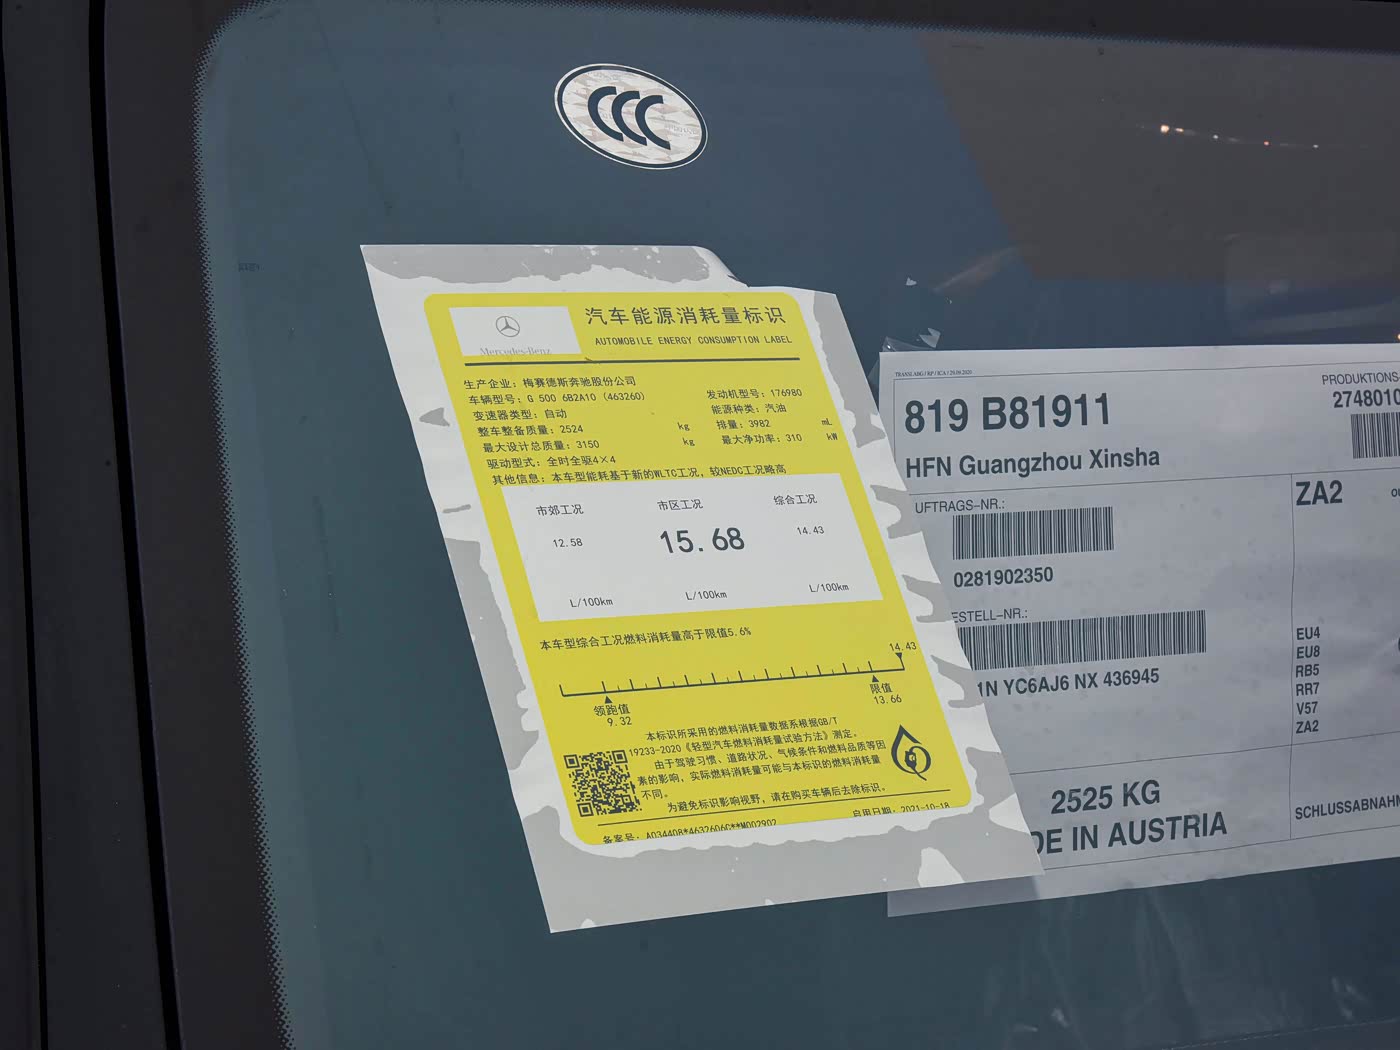 CCC
Mercedes-Benz
汽车能源消耗量标识
AUTOMOBILE ENERGY CONSUMPTION LABEL
生产企业：梅赛德斯奔驰股份公司
车辆型号：G 500 6B2A10 (463260)
发动机型号：176980
变速器类型：自动
能源种类：汽油
整车整备质量：2524 kg
排量：3982 mL
最大设计总质量：3150 kg
最大净功率：310 kW
驱动型式：全时全驱4×4
其他信息：本车型能耗基于新的WLTC工况，较NEDC工况略高
市郊工况 市区工况 综合工况
12.58 15.68 14.43
L/100km L/100km L/100km
本车型综合工况燃料消耗量高于限值5.6%
14.43
领跑值
9.32
限值
13.66
本标识所采用的燃料消耗量数据系根据GB/T
19233-2020《轻型汽车燃料消耗量试验方法》测定。
由于驾驶习惯、道路状况、气候条件和燃料品质等因
素的影响，实际燃料消耗量可能与本标识的燃料消耗量
不同。
为避免标识影响视野，请在购买车辆后去除标识。
备案号：A034408*4632606C**M002902
启用日期：2021-10-18
819 B81911
HFN Guangzhou Xinsha
PRODUKTIONS-
2748010
UFTRAGS-NR.:
0281902350
ZA2
ESTELL-NR.:
1N YC6AJ6 NX 436945
EU4
EU8
RB5
RR7
V57
ZA2
2525 KG
DE IN AUSTRIA
SCHLUSSABNAHM